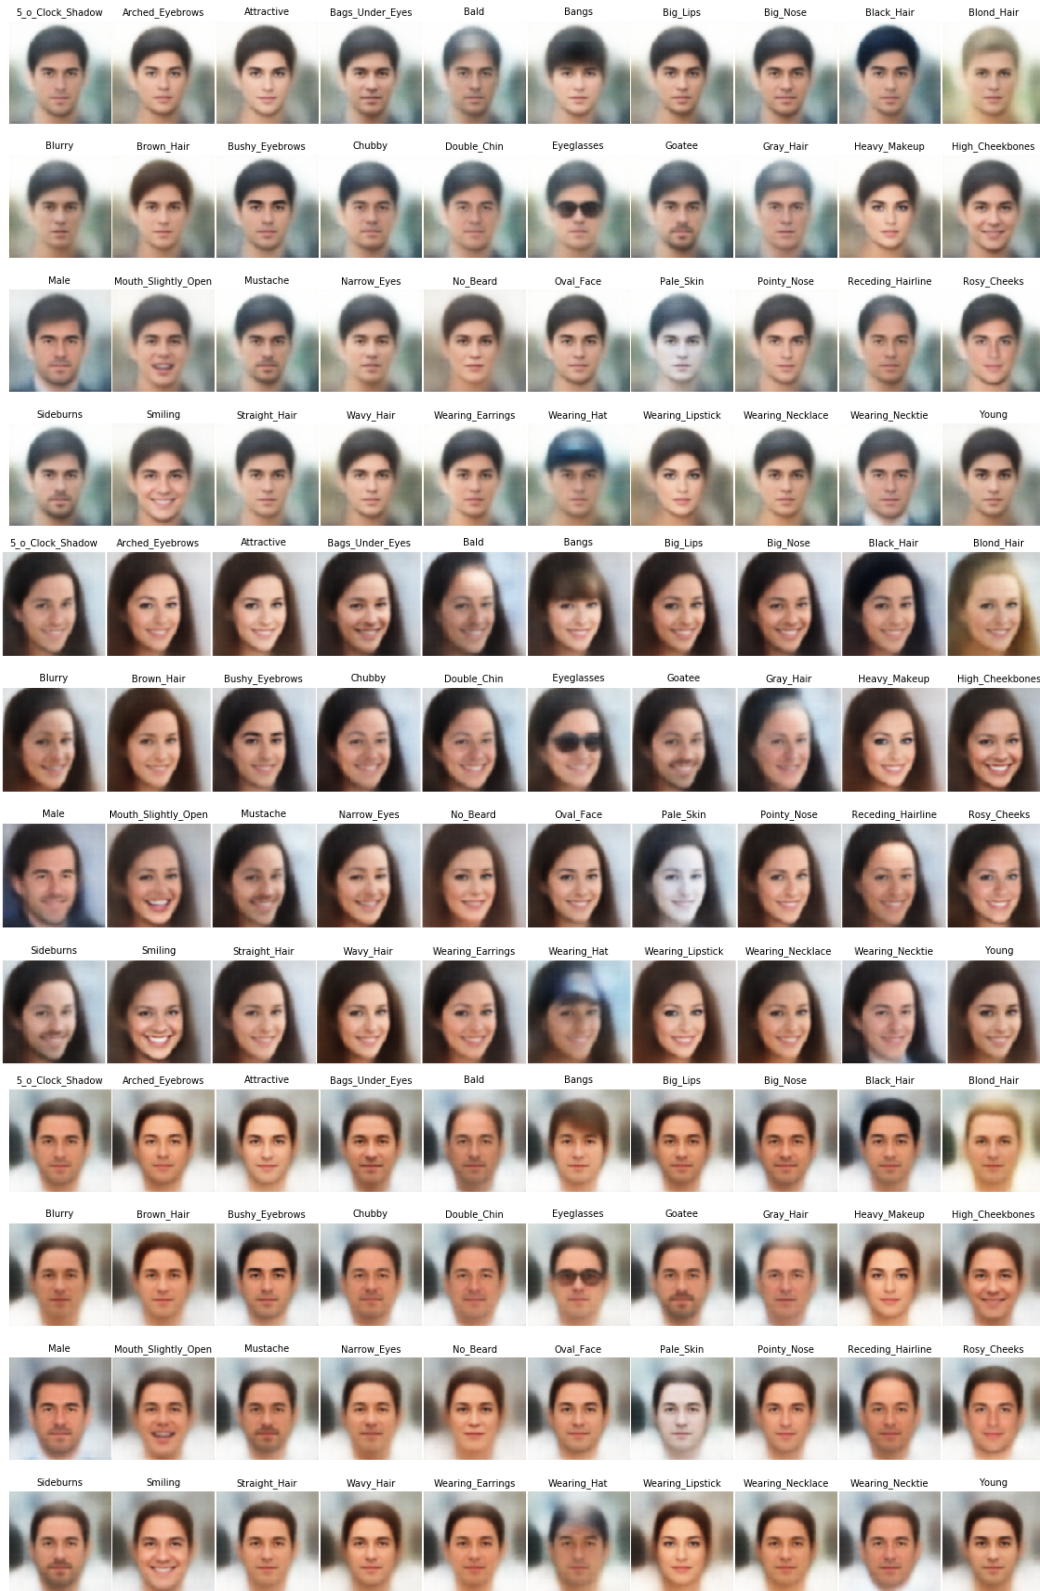 5_o_Clock_Shadow Arched_Eyebrows Attractive Bags_Under_Eyes Bald Bangs Big_Lips Big_Nose Black_Hair Blond_Hair
Blurry Brown_Hair Bushy_Eyebrows Chubby Double_Chin Eyeglasses Goatee Gray_Hair Heavy_Makeup High_Cheekbones
Male Mouth_Slightly_Open Mustache Narrow_Eyes No_Beard Oval_Face Pale_Skin Pointy_Nose Receding_Hairline Rosy_Cheeks
Sideburns Smiling Straight_Hair Wavy_Hair Wearing_Earrings Wearing_Hat Wearing_Lipstick Wearing_Necklace Wearing_Necktie Young
5_o_Clock_Shadow Arched_Eyebrows Attractive Bags_Under_Eyes Bald Bangs Big_Lips Big_Nose Black_Hair Blond_Hair
Blurry Brown_Hair Bushy_Eyebrows Chubby Double_Chin Eyeglasses Goatee Gray_Hair Heavy_Makeup High_Cheekbones
Male Mouth_Slightly_Open Mustache Narrow_Eyes No_Beard Oval_Face Pale_Skin Pointy_Nose Receding_Hairline Rosy_Cheeks
Sideburns Smiling Straight_Hair Wavy_Hair Wearing_Earrings Wearing_Hat Wearing_Lipstick Wearing_Necklace Wearing_Necktie Young
5_o_Clock_Shadow Arched_Eyebrows Attractive Bags_Under_Eyes Bald Bangs Big_Lips Big_Nose Black_Hair Blond_Hair
Blurry Brown_Hair Bushy_Eyebrows Chubby Double_Chin Eyeglasses Goatee Gray_Hair Heavy_Makeup High_Cheekbones
Male Mouth_Slightly_Open Mustache Narrow_Eyes No_Beard Oval_Face Pale_Skin Pointy_Nose Receding_Hairline Rosy_Cheeks
Sideburns Smiling Straight_Hair Wavy_Hair Wearing_Earrings Wearing_Hat Wearing_Lipstick Wearing_Necklace Wearing_Necktie Young